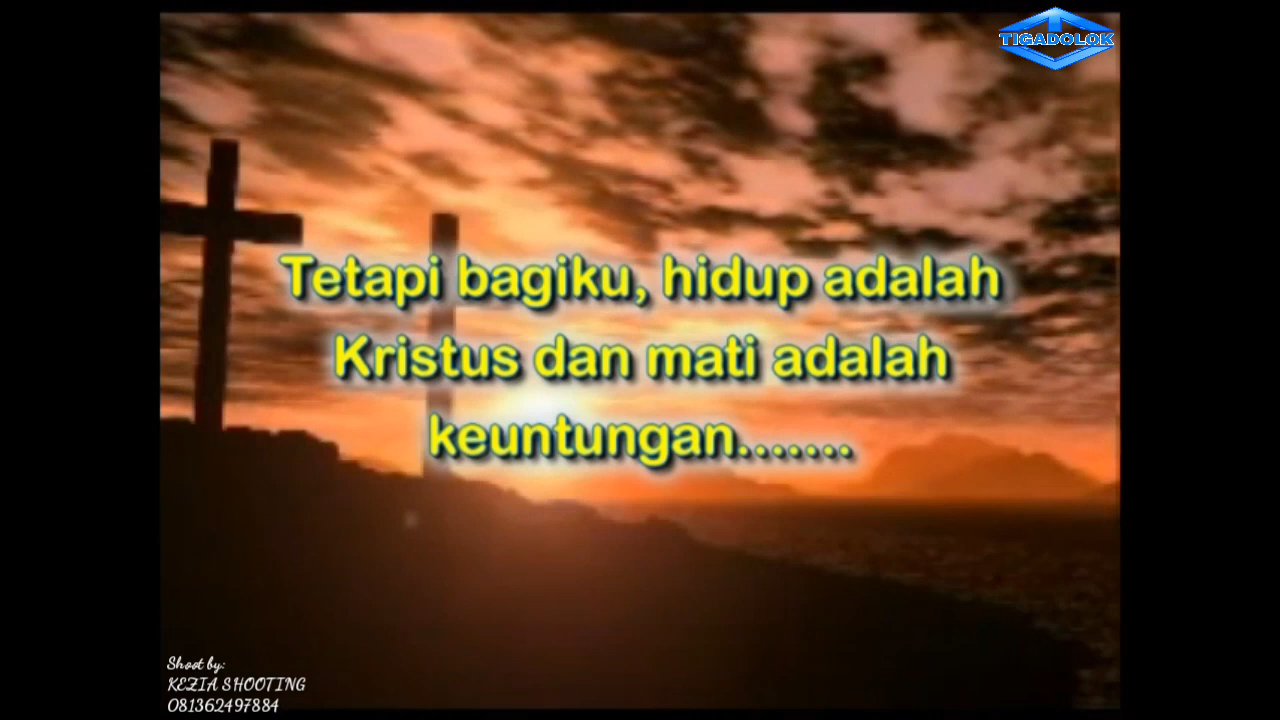 TIGADOLOK
Tetapi bagiku, hidup adalah
Kristus dan mati adalah
keuntungan.......
Shoot by:
KEZIA SHOOTING
081362497884